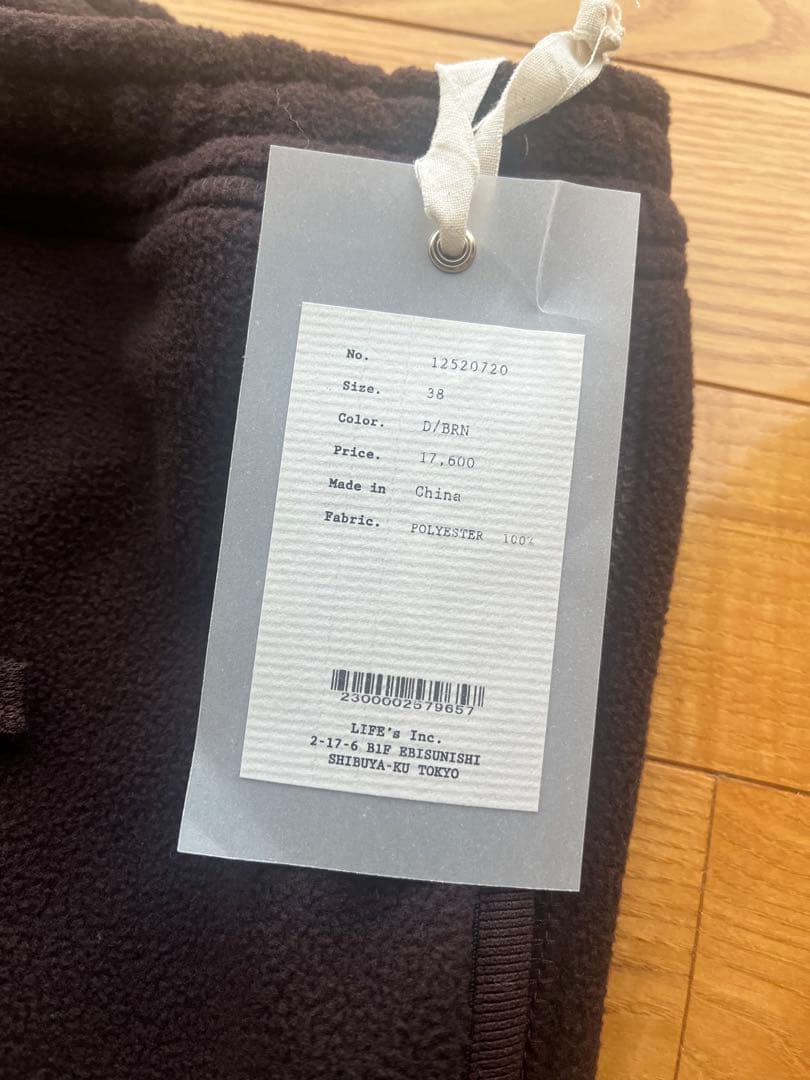 No. 12520720
Size. 38
Color. D/BRN
Price. 17,600
Made in China
Fabric. POLYESTER 100%
2300002579657
LIFE's Inc.
2-17-6 B1F EBISUNISHI
SHIBUYA-KU TOKYO